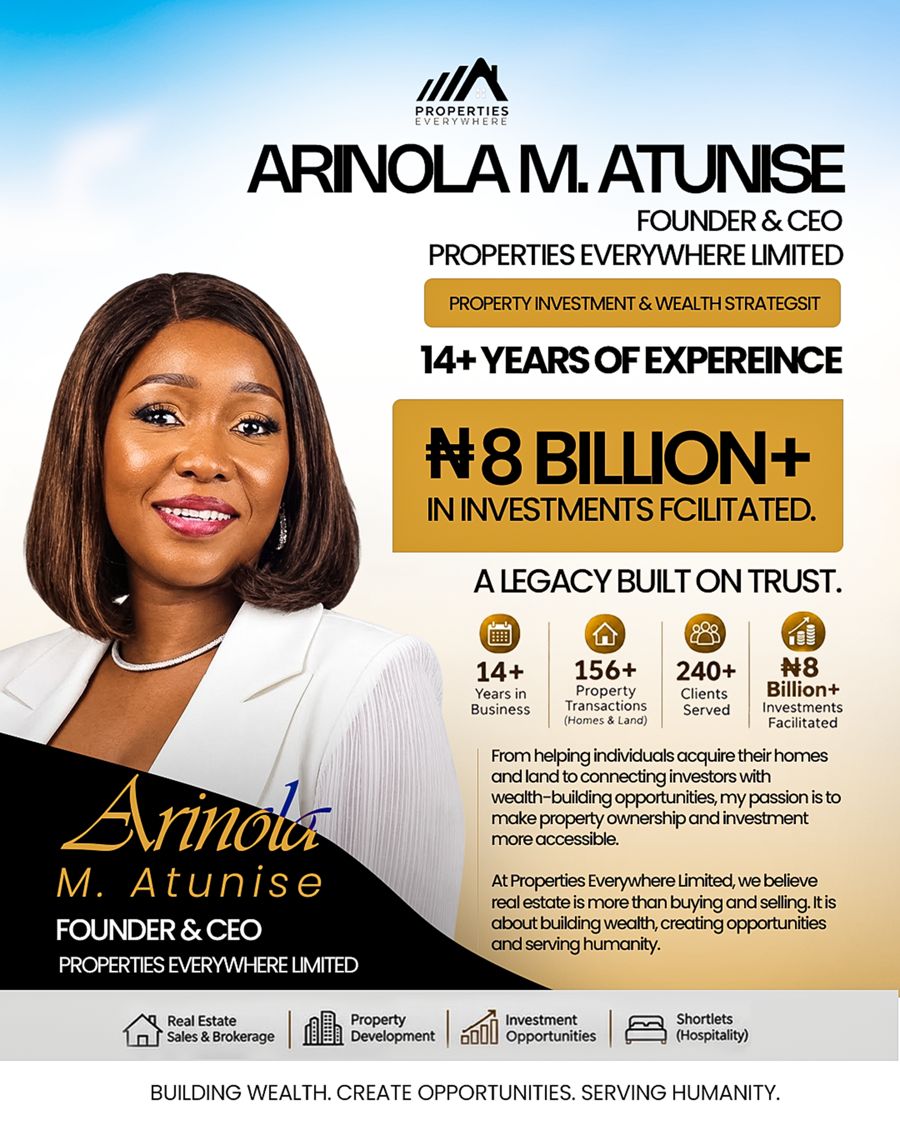 PROPERTIES
EVERYWHERE
ARINOLA M. ATUNISE
FOUNDER & CEO
PROPERTIES EVERYWHERE LIMITED
PROPERTY INVESTMENT & WEALTH STRATEGSIT
14+ YEARS OF EXPEREINCE
₦8 BILLION+
IN INVESTMENTS FCILITATED.
A LEGACY BUILT ON TRUST.
14+
Years in
Business
156+
Property
Transactions
(Homes & Land)
240+
Clients
Served
₦8
Billion+
Investments
Facilitated
From helping individuals acquire their homes
and land to connecting investors with
wealth-building opportunities, my passion is to
make property ownership and investment
more accessible.
At Properties Everywhere Limited, we believe
real estate is more than buying and selling. It is
about building wealth, creating opportunities
and serving humanity.
Arinola
M. Atunise
FOUNDER & CEO
PROPERTIES EVERYWHERE LIMITED
Real Estate
Sales & Brokerage
Property
Development
Investment
Opportunities
Shortlets
(Hospitality)
BUILDING WEALTH. CREATE OPPORTUNITIES. SERVING HUMANITY.